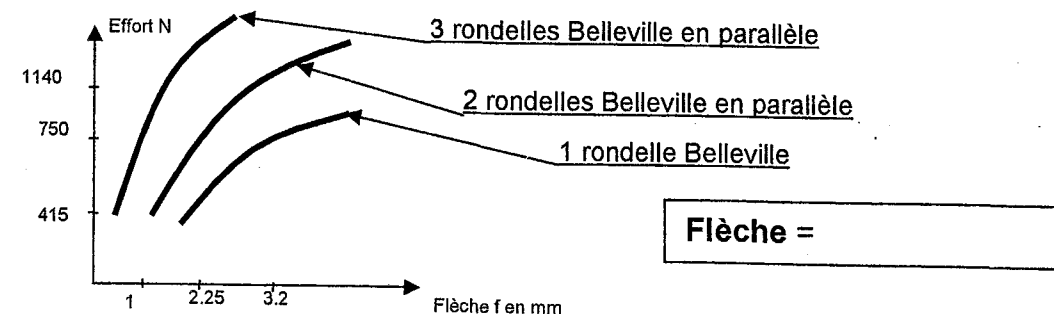 Effort N
3 rondelles Belleville en parallèle
1140
2 rondelles Belleville en parallèle
750
1 rondelle Belleville
415
Flèche =
1
2.25
3.2
Flèche f en mm